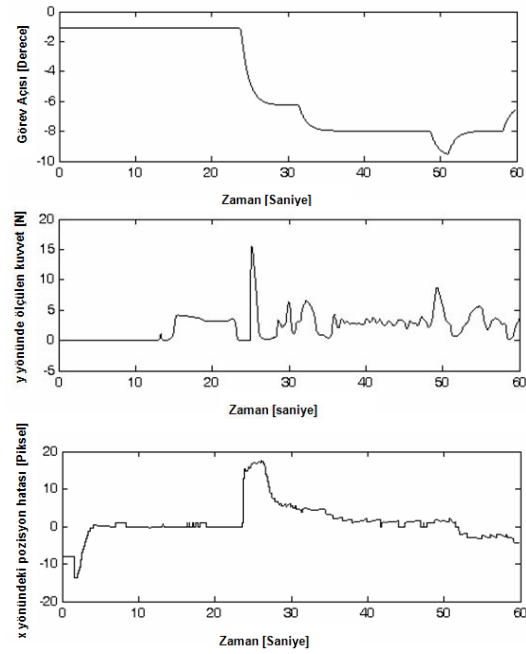 Görev Açısı [Derece]
0
-2
-4
-6
-8
-10
0 10 20 30 40 50 60
Zaman [Saniye]
y yönünde ölçülen kuvvet [N]
20
15
10
5
0
-5
0 10 20 30 40 50 60
Zaman [saniye]
x yönündeki pozisyon hatası [Piksel]
20
10
0
-10
-20
0 10 20 30 40 50 60
Zaman [Saniye]